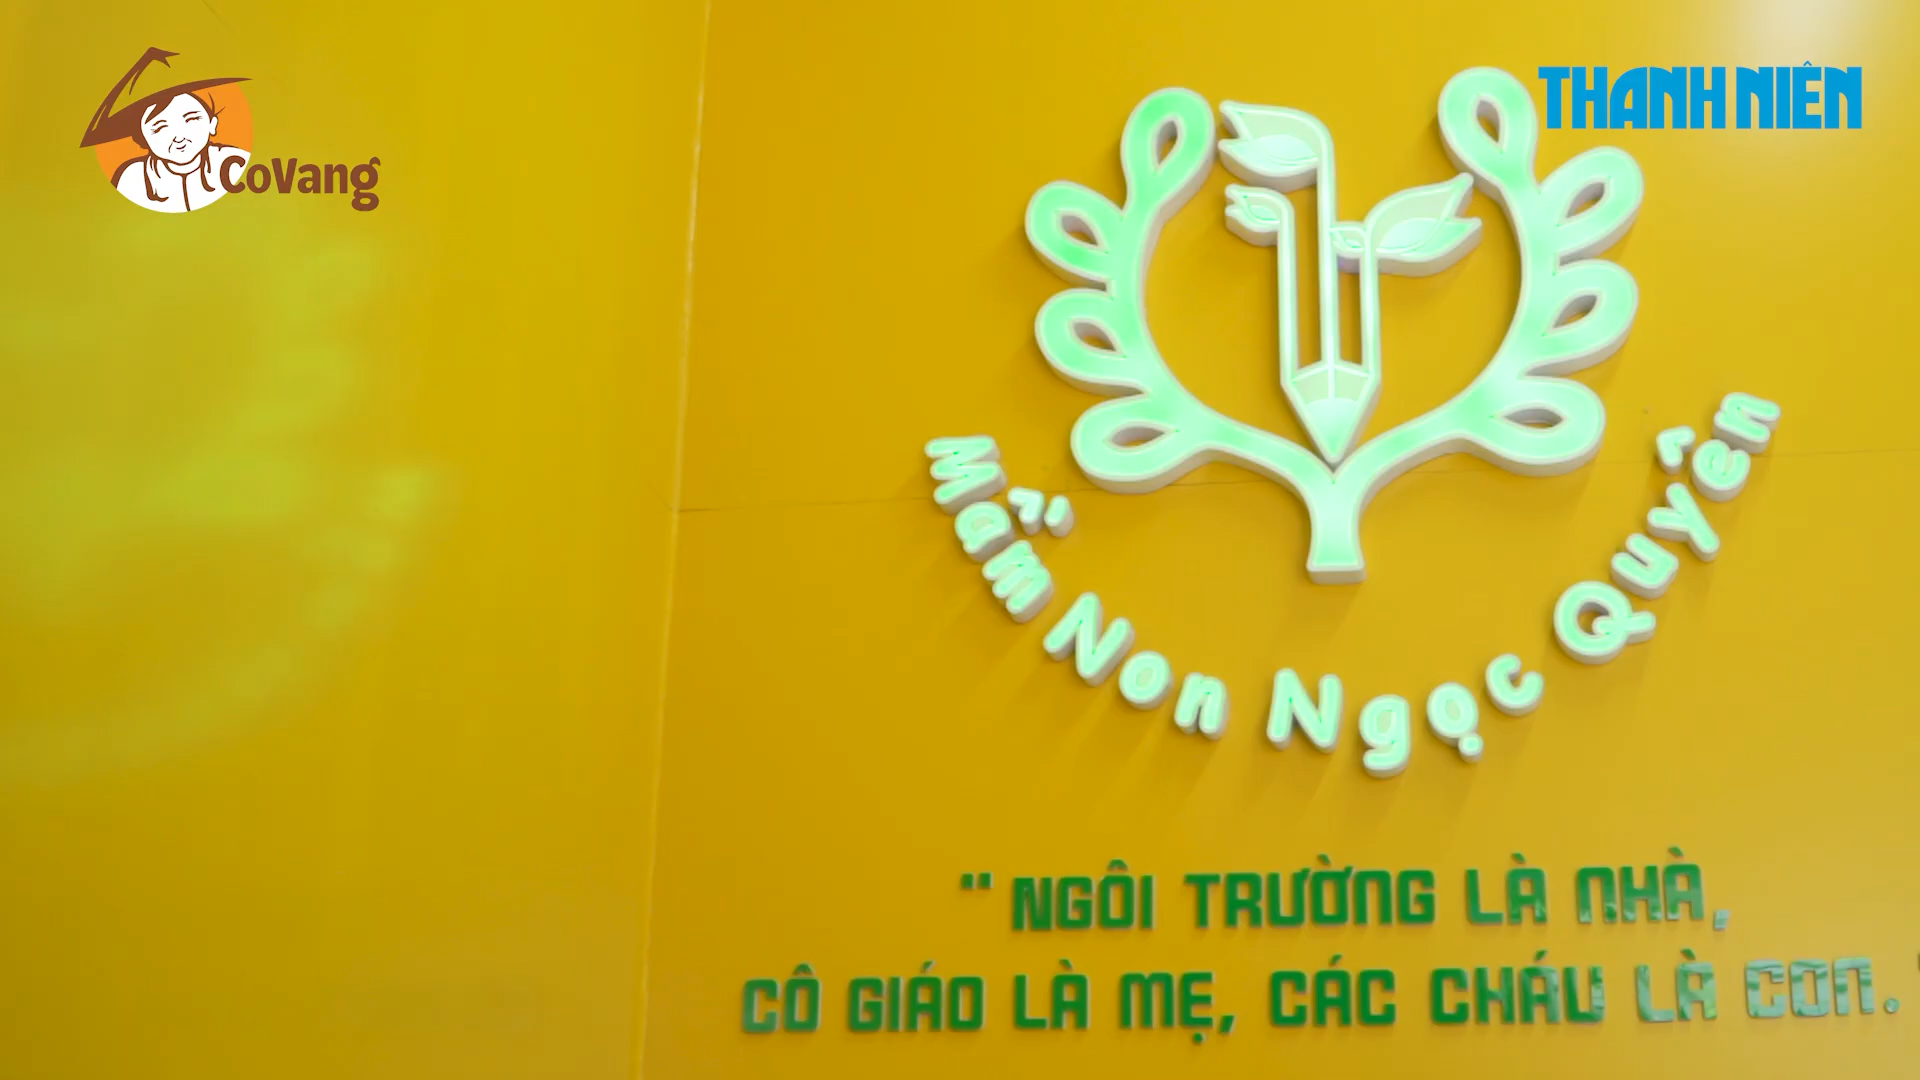 CoVang
THANH NIÊN
Mầm Non Ngọc Quyên
" NGÔI TRƯỜNG LÀ NHÀ,
CÔ GIÁO LÀ MẸ, CÁC CHÁU LÀ CON. "